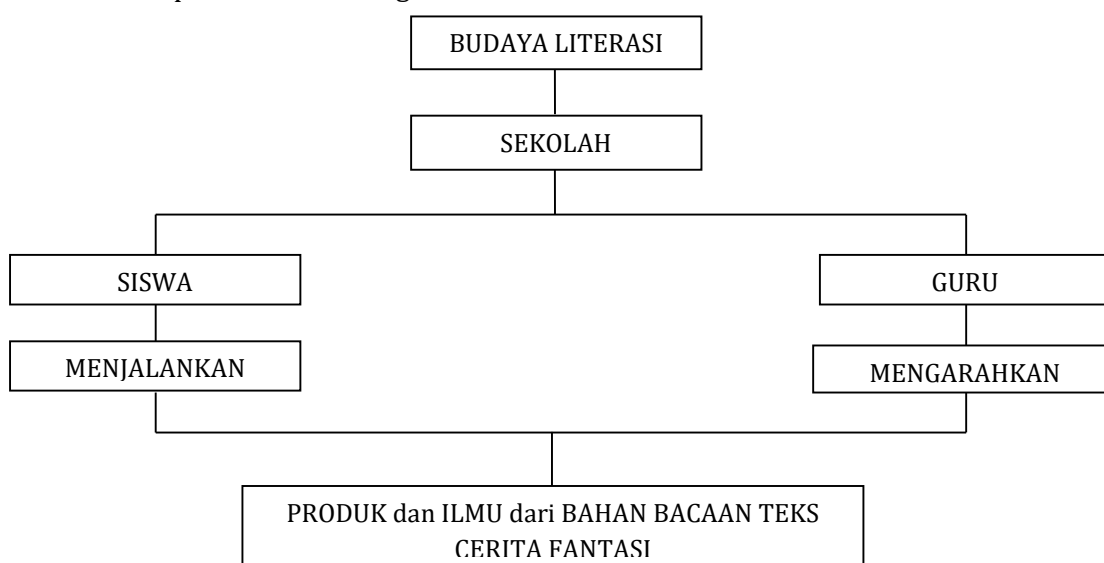 BUDAYA LITERASI
SEKOLAH
SISWA
GURU
MENJALANKAN
MENGARAHKAN
PRODUK dan ILMU dari BAHAN BACAAN TEKS
CERITA FANTASI